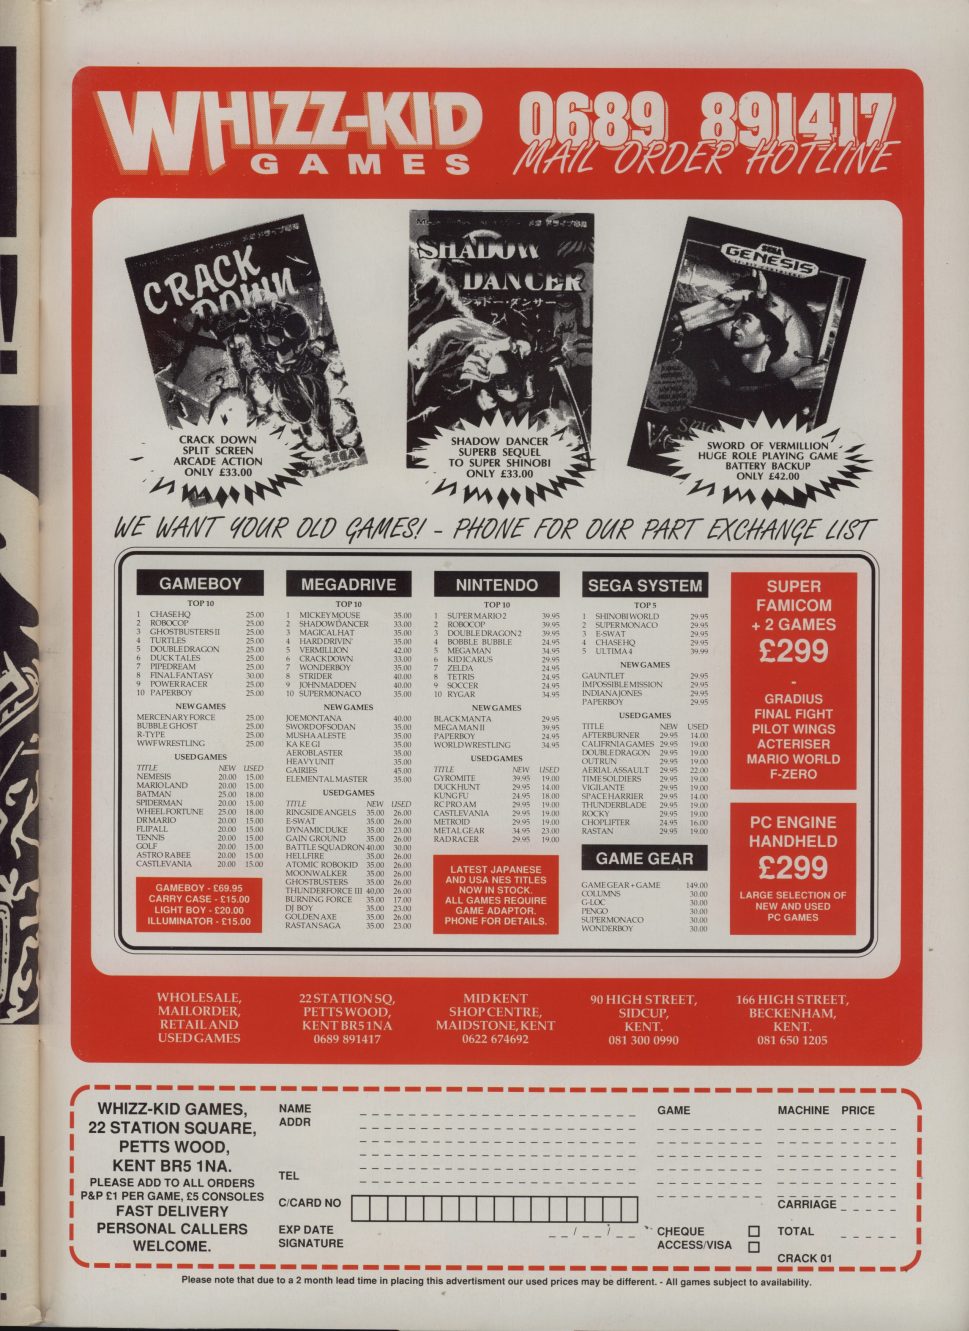 WHIZZ-KID
GAMES
0689 891417
MAIL ORDER HOTLINE
CRACK
DOWN
SEGA
CRACK DOWN
SPLIT SCREEN
ARCADE ACTION
ONLY £33.00
SHADOW
DANCER
シャドー・ダンサー
SHADOW DANCER
SUPERB SEQUEL
TO SUPER SHINOBI
ONLY £33.00
SEGA
GENESIS
SWORD OF VERMILLION
HUGE ROLE PLAYING GAME
BATTERY BACKUP
ONLY £42.00
WE WANT YOUR OLD GAMES! - PHONE FOR OUR PART EXCHANGE LIST
GAMEBOY
TOP 10
1 CHASE HQ 25.00
2 ROBOCOP 25.00
3 GHOSTBUSTERS II 25.00
4 TURTLES 25.00
5 DOUBLE DRAGON 25.00
6 DUCK TALES 25.00
7 PIPEDREAM 25.00
8 FINAL FANTASY 30.00
9 POWER RACER 25.00
10 PAPERBOY 25.00
NEW GAMES
MERCENARY FORCE 25.00
BUBBLE GHOST 25.00
R-TYPE 25.00
WWF WRESTLING 25.00
USED GAMES
TITLE NEW USED
NEMESIS 20.00 15.00
MARIO LAND 20.00 15.00
BATMAN 25.00 18.00
SPIDERMAN 20.00 15.00
WHEEL FORTUNE 25.00 18.00
DR MARIO 20.00 15.00
FLIPALL 20.00 15.00
TENNIS 20.00 15.00
GOLF 20.00 15.00
ASTRO RABEE 20.00 15.00
CASTLEVANIA 20.00 15.00
GAMEBOY - £69.95
CARRY CASE - £15.00
LIGHT BOY - £20.00
ILLUMINATOR - £15.00
MEGADRIVE
TOP 10
1 MICKEY MOUSE 35.00
2 SHADOW DANCER 33.00
3 MAGICAL HAT 35.00
4 HARD DRIVIN' 35.00
5 VERMILLION 42.00
6 CRACKDOWN 33.00
7 WONDERBOY 35.00
8 STRIDER 40.00
9 JOHN MADDEN 40.00
10 SUPERMONACO 35.00
NEW GAMES
JOE MONTANA 40.00
SWORD OF SODAN 35.00
MUSHA ALESTE 35.00
KA KE GI 35.00
AEROBLASTER 35.00
HEAVY UNIT 35.00
GAIRIES 45.00
ELEMENTAL MASTER 35.00
USED GAMES
TITLE NEW USED
RINGSIDE ANGELS 35.00 26.00
E-SWAT 35.00 26.00
DYNAMIC DUKE 35.00 23.00
GAIN GROUND 35.00 26.00
BATTLE SQUADRON 40.00 30.00
HELLFIRE 35.00 26.00
ATOMIC ROBOKID 35.00 26.00
MOONWALKER 35.00 26.00
GHOSTBUSTERS 35.00 26.00
THUNDERFORCE III 40,00 26.00
BURNING FORCE 35.00 17.00
DJ BOY 35.00 23.00
GOLDEN AXE 35.00 26.00
RASTAN SAGA 35.00 23.00
NINTENDO
TOP 10
1 SUPER MARIO 2 39.95
2 ROBOCOP 39.95
3 DOUBLE DRAGON 2 39.95
4 BOBBLE BUBBLE 24.95
5 MEGAMAN 34.95
6 KID ICARUS 29.95
7 ZELDA 24.95
8 TETRIS 24.95
9 SOCCER 24.95
10 RYGAR 34.95
NEW GAMES
BLACK MANTA 29.95
MEGA MAN II 39.95
PAPERBOY 24.95
WORLD WRESTLING 34.95
USED GAMES
TITLE NEW USED
GYROMITE 39.95 19.00
DUCK HUNT 29.95 14.00
KUNG FU 24.95 18.00
RC PRO AM 29.95 19.00
CASTLEVANIA 29.95 19.00
METROID 29.95 19.00
METAL GEAR 34.95 23.00
RAD RACER 29.95 19.00
LATEST JAPANESE
AND USA NES TITLES
NOW IN STOCK.
ALL GAMES REQUIRE
GAME ADAPTOR.
PHONE FOR DETAILS.
SEGA SYSTEM
TOP 5
1 SHINOBI WORLD 29.95
2 SUPERMONACO 29.95
3 E-SWAT 29.95
4 CHASE HQ 29.95
5 ULTIMA 4 39.99
NEW GAMES
GAUNTLET 29.95
IMPOSSIBLE MISSION 29.95
INDIANA JONES 29.95
PAPERBOY 29.95
USED GAMES
TITLE NEW USED
AFTERBURNER 29.95 14.00
CALIFRNIA GAMES 29.95 19.00
DOUBLE DRAGON 29.95 19.00
OUTRUN 29.95 19.00
AERIAL ASSAULT 29.95 22.00
TIME SOLDIERS 29.95 19.00
VIGILANTE 29.95 19.00
SPACE HARRIER 29.95 14.00
THUNDERBLADE 29.95 19.00
ROCKY 29.95 19.00
CHOPLIFTER 24.95 16.00
RASTAN 29.95 19.00
GAME GEAR
GAME GEAR + GAME 149.00
COLUMNS 30.00
G-LOC 30.00
PENGO 30.00
SUPERMONACO 30.00
WONDERBOY 30.00
SUPER
FAMICOM
+ 2 GAMES
£299
-
GRADIUS
FINAL FIGHT
PILOT WINGS
ACTERISER
MARIO WORLD
F-ZERO
PC ENGINE
HANDHELD
£299
LARGE SELECTION OF
NEW AND USED
PC GAMES
WHOLESALE,
MAILORDER,
RETAIL AND
USED GAMES
22 STATION SQ,
PETTS WOOD,
KENT BR5 1NA
0689 891417
MID KENT
SHOP CENTRE,
MAIDSTONE, KENT
0622 674692
90 HIGH STREET,
SIDCUP,
KENT.
081 300 0990
166 HIGH STREET,
BECKENHAM,
KENT.
081 650 1205
WHIZZ-KID GAMES,
22 STATION SQUARE,
PETTS WOOD,
KENT BR5 1NA.
PLEASE ADD TO ALL ORDERS
P&P £1 PER GAME, £5 CONSOLES
FAST DELIVERY
PERSONAL CALLERS
WELCOME.
NAME
ADDR
TEL
C/CARD NO
EXP DATE
SIGNATURE
GAME MACHINE PRICE
CARRIAGE
CHEQUE
ACCESS/VISA
TOTAL
CRACK 01
Please note that due to a 2 month lead time in placing this advertisment our used prices may be different. - All games subject to availability.